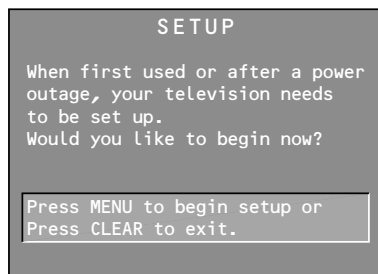 SETUP
When first used or after a power
outage, your television needs
to be set up.
Would you like to begin now?
Press MENU to begin setup or
Press CLEAR to exit.